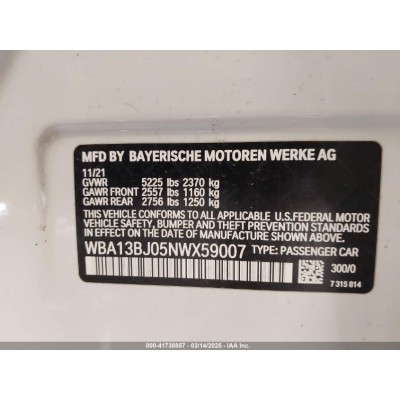 MFD BY BAYERISCHE MOTOREN WERKE AG
11/21
GVWR 5225 lbs 2370 kg
GAWR FRONT 2557 lbs 1160 kg
GAWR REAR 2756 lbs 1250 kg
THIS VEHICLE CONFORMS TO ALL APPLICABLE U.S.FEDERAL MOTOR
VEHICLE SAFETY, BUMPER, AND THEFT PREVENTION STANDARDS
IN EFFECT ON THE DATE OF MANUFACTURE SHOWN ABOVE.
WBA13BJ05NWX59007 TYPE: PASSENGER CAR
300/0
7 315 814
000-41738857 - 03/14/2025 - IAA Inc.